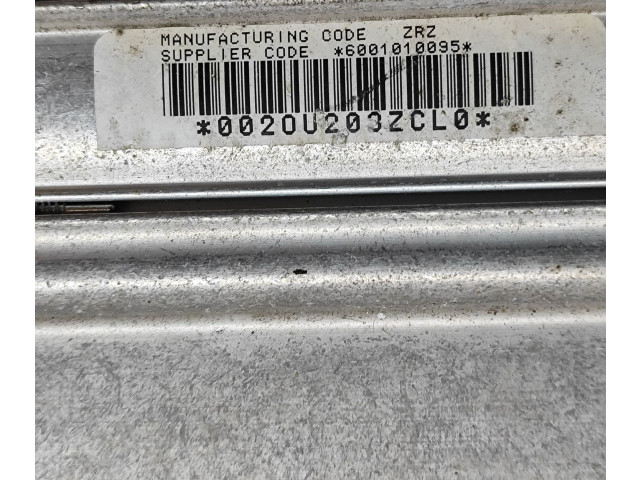 MANUFACTURING CODE ZRZ
SUPPLIER CODE *6001010095*
*0020U203ZCL0*